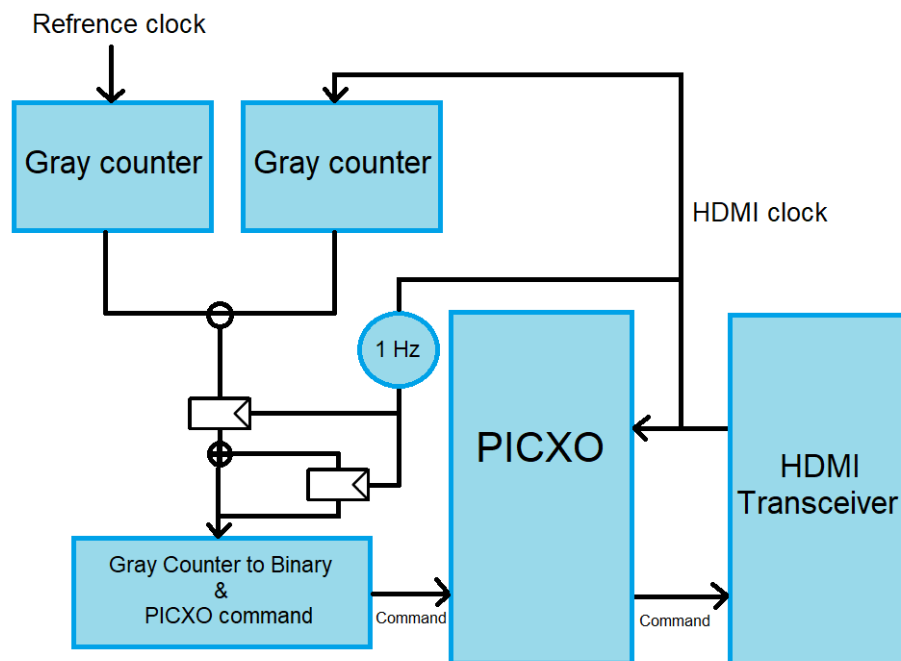 Refrence clock
Gray counter
Gray counter
HDMI clock
1 Hz
PICXO
HDMI
Transceiver
Gray Counter to Binary
&
PICXO command
Command
Command